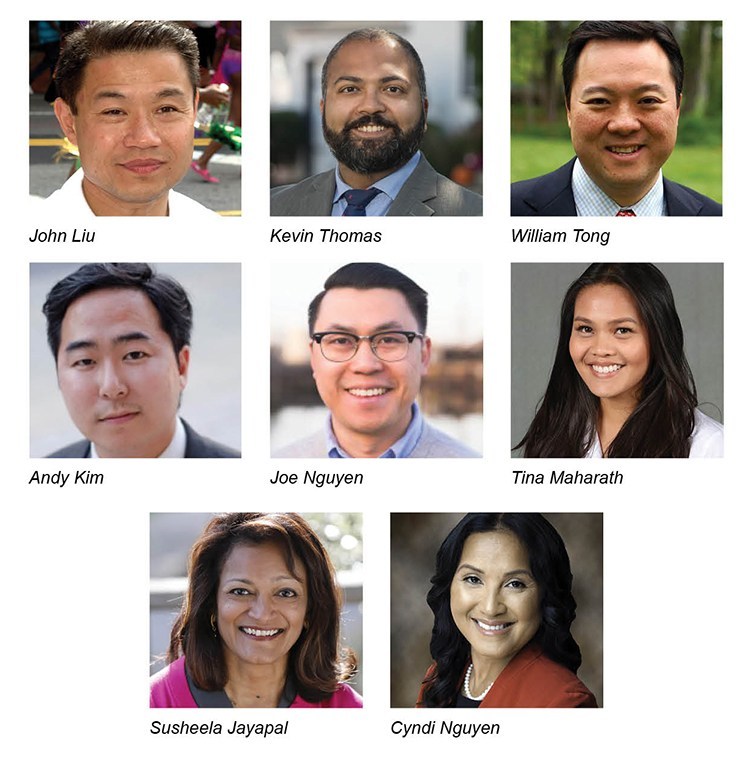 John Liu
Kevin Thomas
William Tong
Andy Kim
Joe Nguyen
Tina Maharath
Susheela Jayapal
Cyndi Nguyen